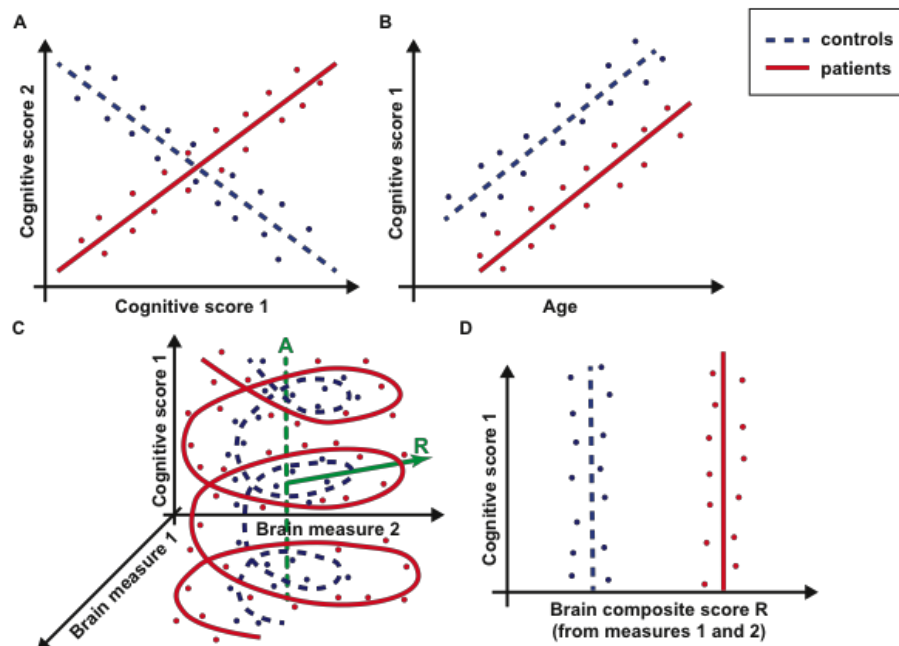 A
Cognitive score 2
Cognitive score 1
B
Cognitive score 1
Age
controls
patients
C
Cognitive score 1
A
R
Brain measure 2
Brain measure 1
D
Cognitive score 1
Brain composite score R
(from measures 1 and 2)